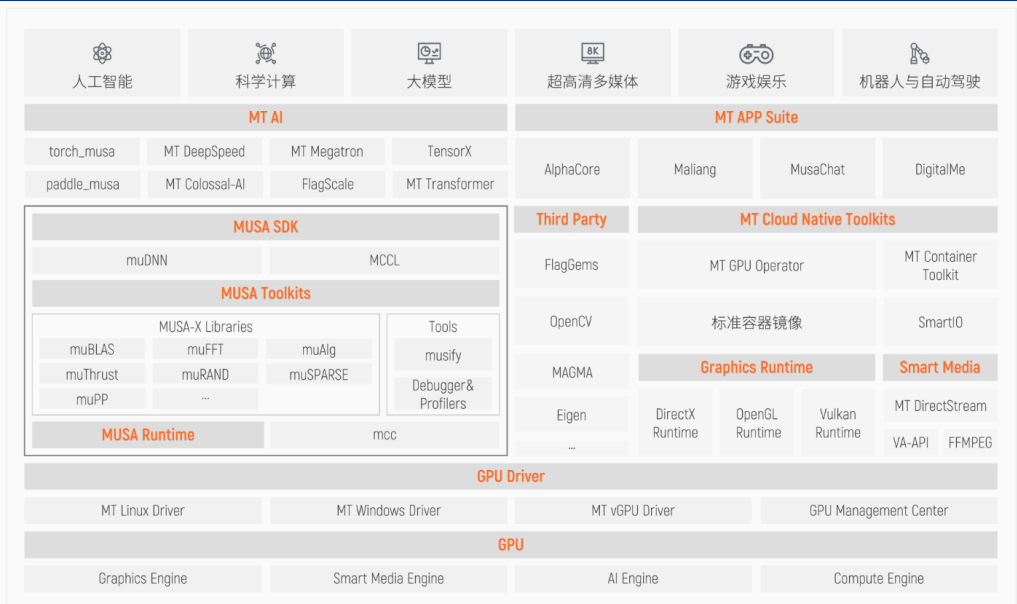 8K
人工智能
科学计算
大模型
超高清多媒体
游戏娱乐
机器人与自动驾驶
MT AI
MT APP Suite
torch_musa
MT DeepSpeed
MT Megatron
TensorX
paddle_musa
MT Colossal-AI
FlagScale
MT Transformer
AlphaCore
Maliang
MusaChat
DigitalMe
MUSA SDK
muDNN
MCCL
MUSA Toolkits
MUSA-X Libraries
muBLAS
muFFT
muAlg
muThrust
muRAND
muSPARSE
muPP
...
Tools
musify
Debugger&
Profilers
MUSA Runtime
mcc
Third Party
FlagGems
OpenCV
MAGMA
Eigen
...
MT Cloud Native Toolkits
MT GPU Operator
MT Container
Toolkit
标准容器镜像
SmartIO
Graphics Runtime
DirectX
Runtime
OpenGL
Runtime
Vulkan
Runtime
Smart Media
MT DirectStream
VA-API
FFMPEG
GPU Driver
MT Linux Driver
MT Windows Driver
MT vGPU Driver
GPU Management Center
GPU
Graphics Engine
Smart Media Engine
AI Engine
Compute Engine